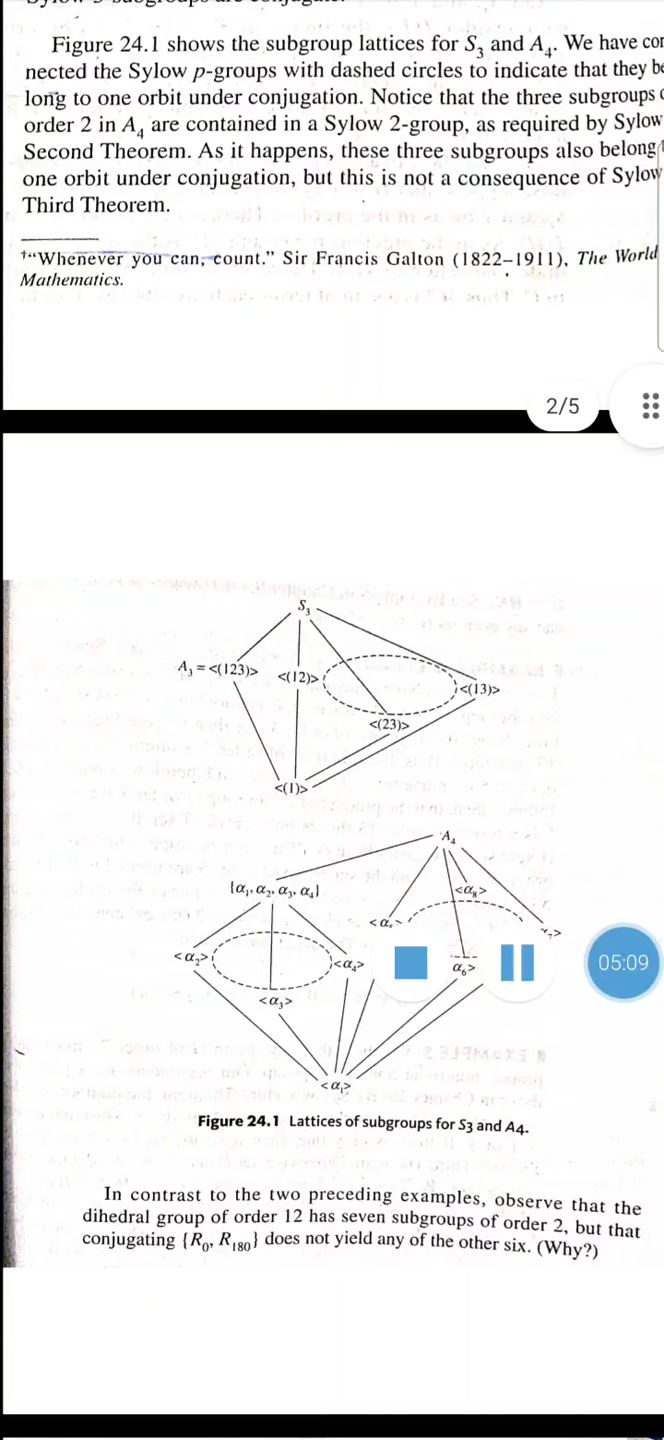 Figure 24.1 shows the subgroup lattices for S₃ and A₄. We have con
nected the Sylow p-groups with dashed circles to indicate that they be
long to one orbit under conjugation. Notice that the three subgroups o
order 2 in A₄ are contained in a Sylow 2-group, as required by Sylow
Second Theorem. As it happens, these three subgroups also belong t
one orbit under conjugation, but this is not a consequence of Sylow
Third Theorem.
†“Whenever you can, count.” Sir Francis Galton (1822–1911), The World
Mathematics.
2/5
S₃
A₃ = <(123)>
<(12)>
<(13)>
<(23)>
<(1)>
A₄
{α₁, α₂, α₃, α₄}
<α₈>
<α₂>
<α₄>
α₆>
05:09
<α₃>
<α₁>
Figure 24.1 Lattices of subgroups for S3 and A4.
In contrast to the two preceding examples, observe that the
dihedral group of order 12 has seven subgroups of order 2, but that
conjugating {R₀, R₁₈₀} does not yield any of the other six. (Why?)